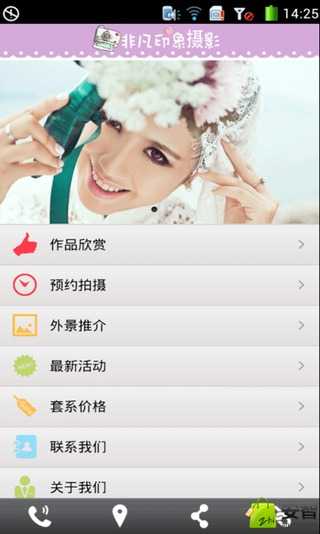 14:25
非凡印象摄影
作品欣赏
预约拍摄
外景推介
NEW
最新活动
套系价格
联系我们
关于我们
安智